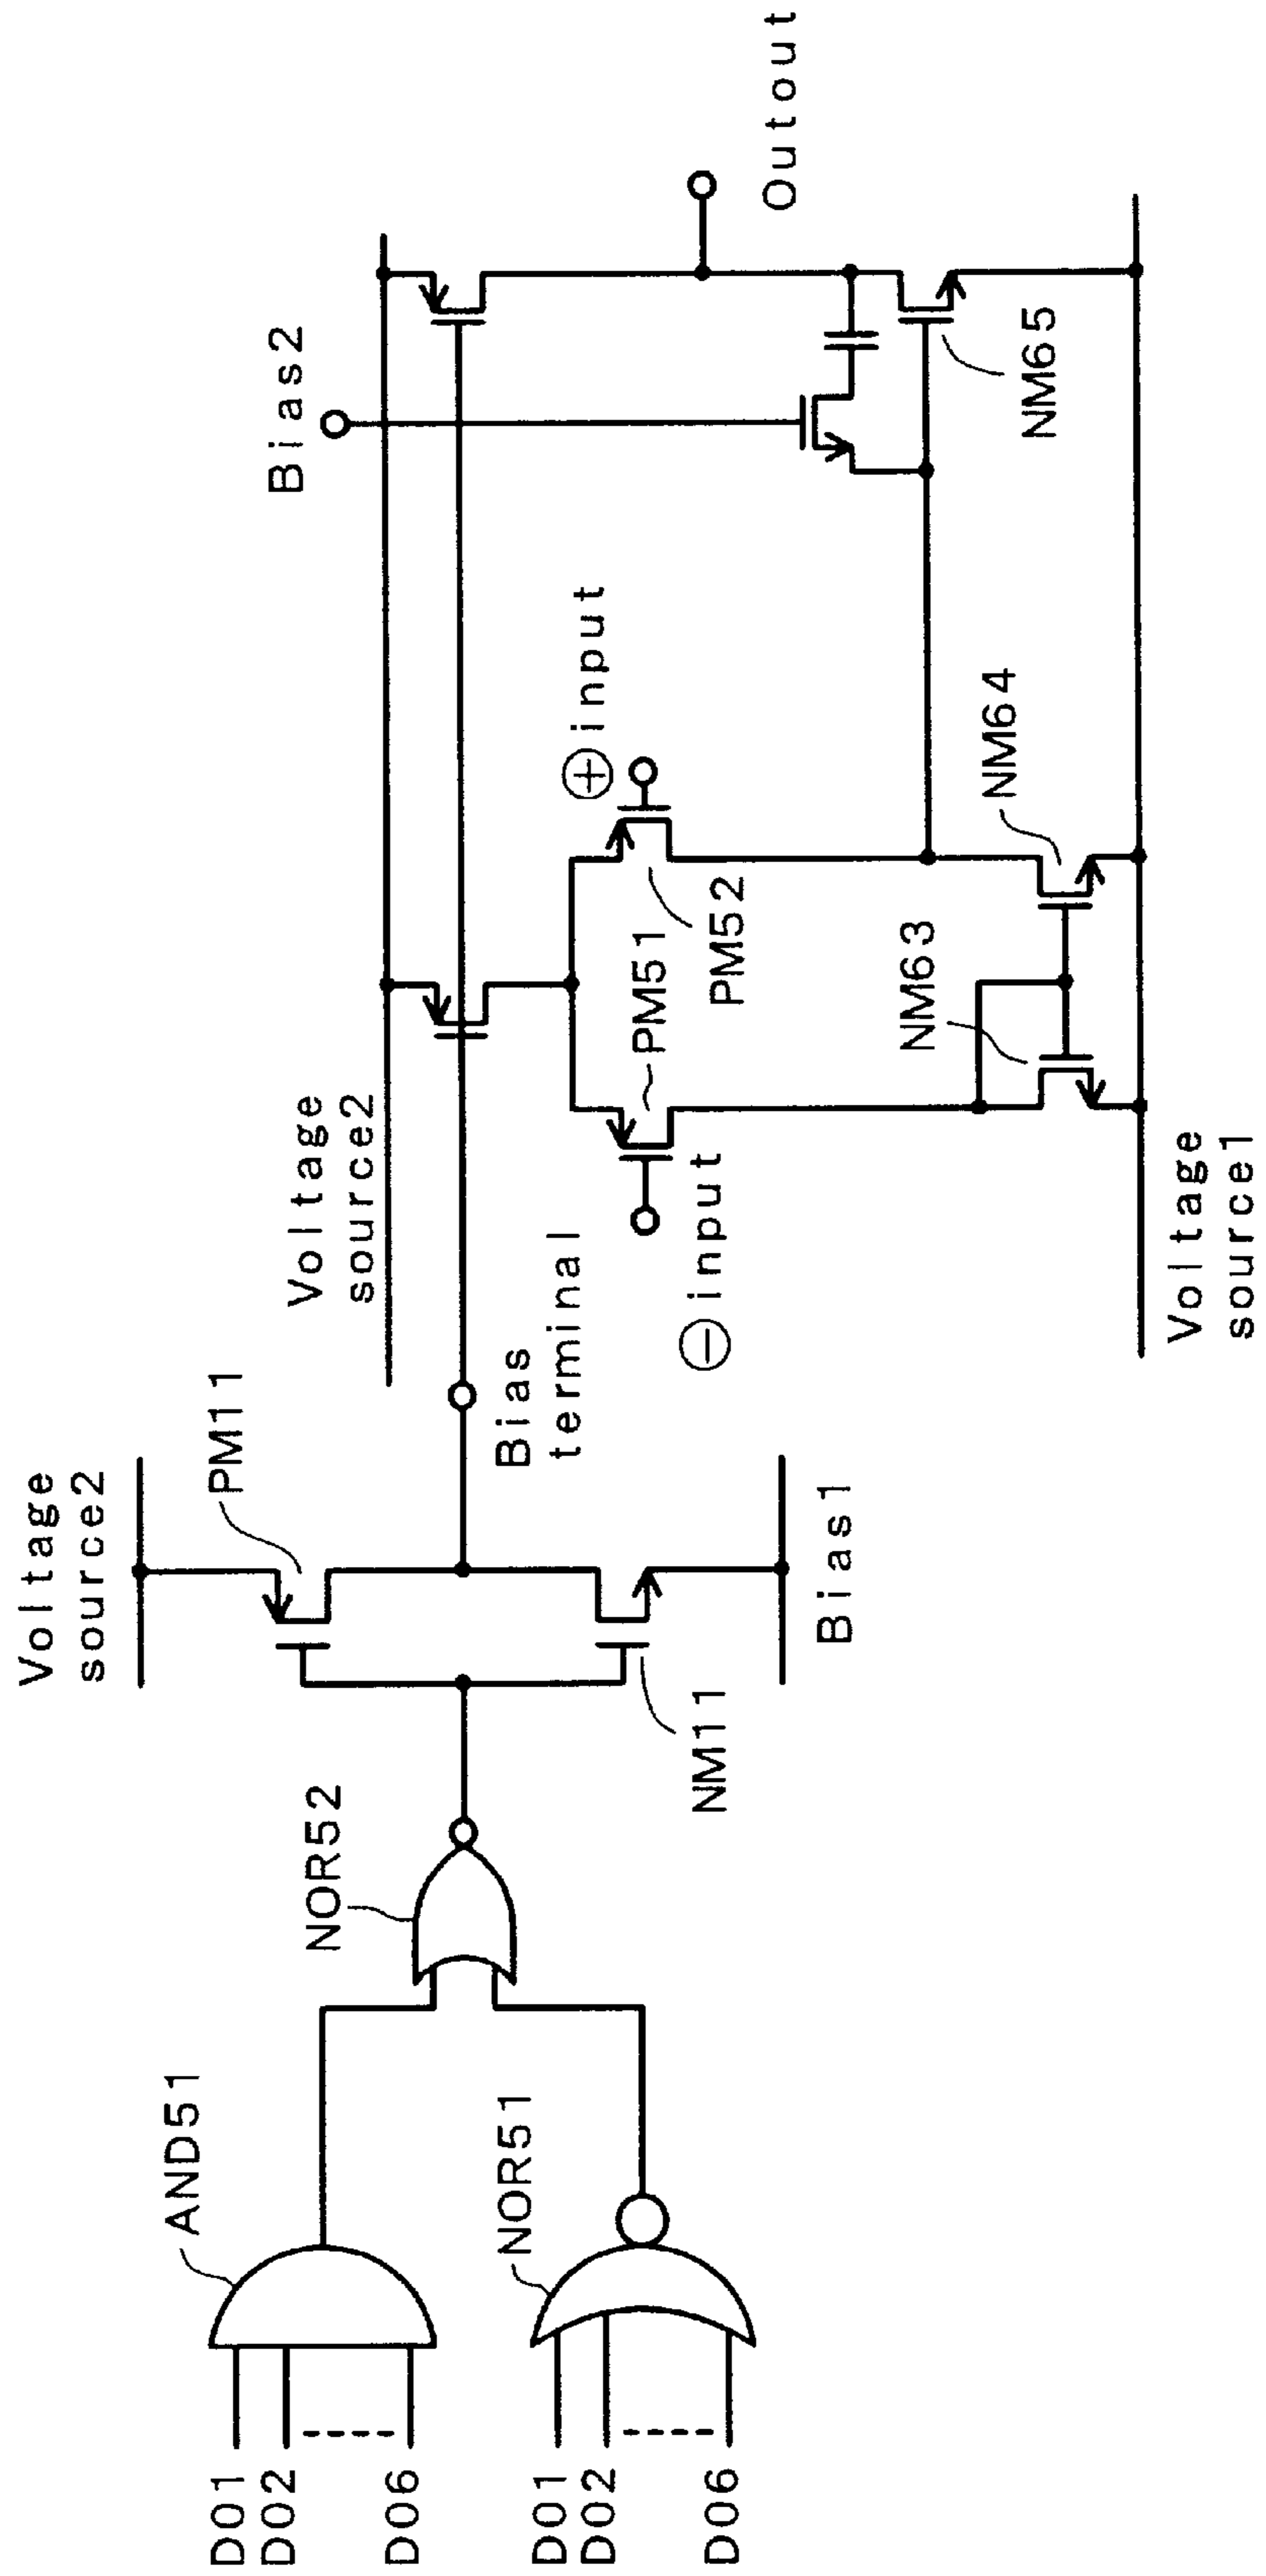 D01
D02
D06
D01
D02
D06
AND51
NOR51
NOR52
Voltage
source2
PM11
NM11
Bias1
Bias
terminal
Voltage
source2
⊖input
PM51
PM52
⊕input
NM63
NM64
Voltage
source1
Bias2
NM65
Outout